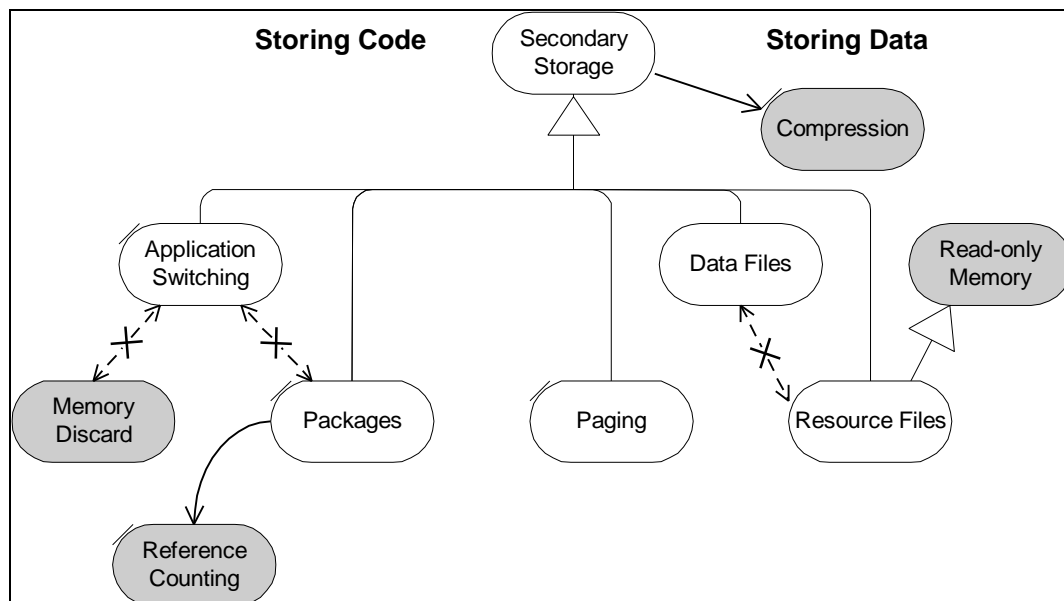 Storing Code
Secondary
Storage
Storing Data
Compression
Application
Switching
Data Files
Read-only
Memory
Memory
Discard
Packages
Paging
Resource Files
Reference
Counting